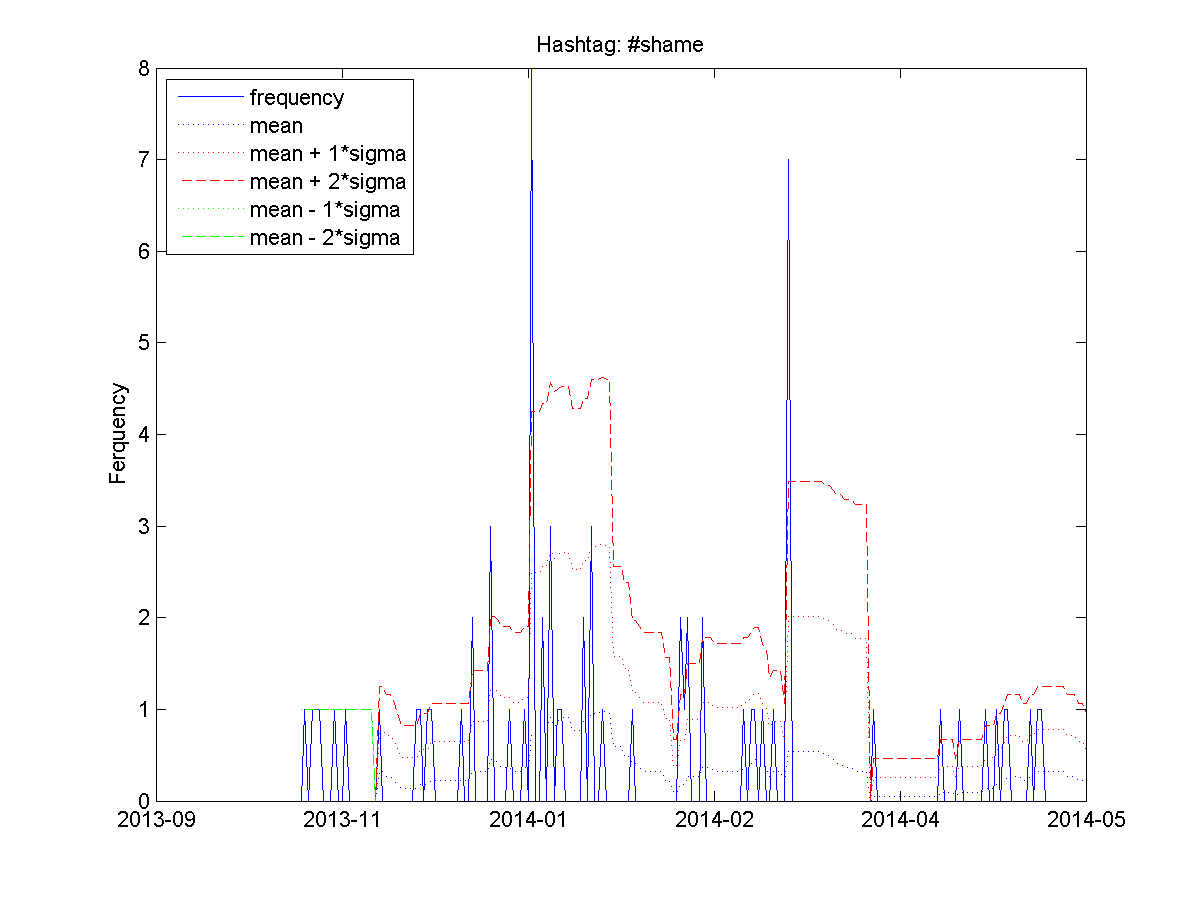 Hashtag: #shame
8
7
6
5
4
3
2
1
0
Ferquency
frequency
mean
mean + 1*sigma
mean + 2*sigma
mean - 1*sigma
mean - 2*sigma
2013-09
2013-11
2014-01
2014-02
2014-04
2014-05